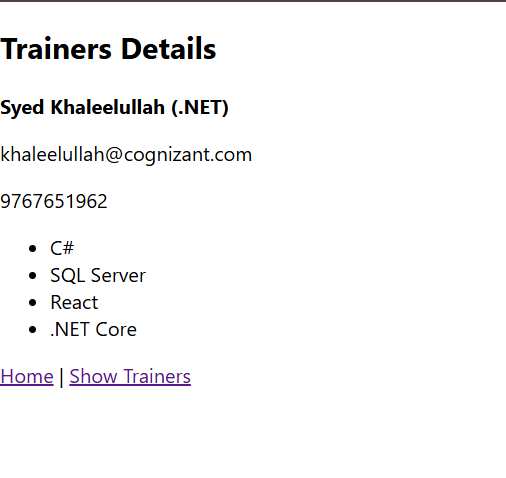 Trainers Details
Syed Khaleelullah (.NET)
khaleelullah@cognizant.com
9767651962
C#
SQL Server
React
.NET Core
Home | Show Trainers